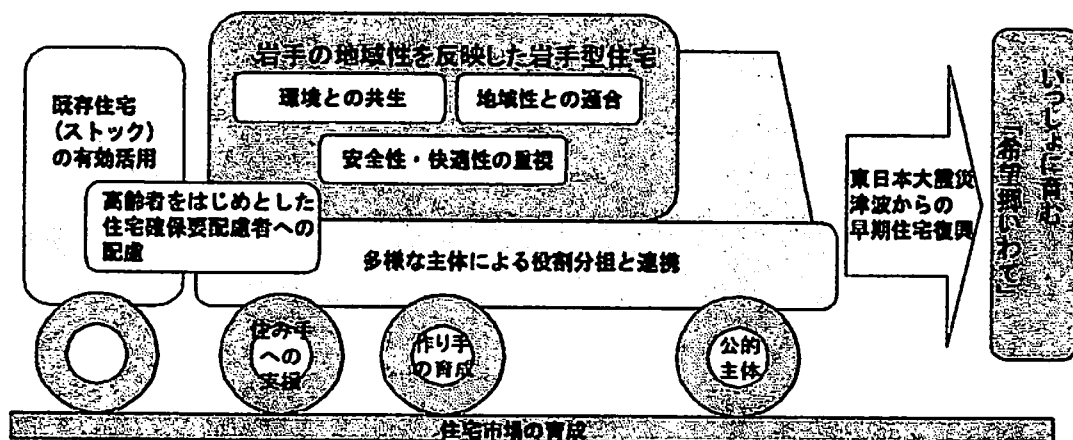 岩手の地域性を反映した岩手型住宅
環境との共生
地域性との適合
安全性・快適性の重視
既存住宅
(ストック)
の有効活用
高齢者をはじめとした
住宅確保要配慮者への
配慮
多様な主体による役割分担と連携
住み手
への
支援
作り手
の育成
公的
主体
住宅市場の育成
東日本大震災
津波からの
早期住宅復興
いっしょに育む
「希望郷いわて」